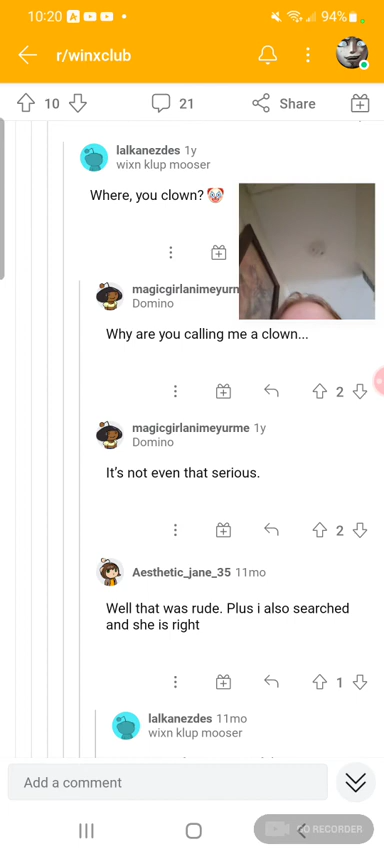 10:20
94%
r/winxclub
10
21
Share
lalkanezdes 1y
wixn klup mooser
Where, you clown? 🤡
magicgirlanimeyurm
Domino
Why are you calling me a clown...
2
magicgirlanimeyurme 1y
Domino
It's not even that serious.
2
Aesthetic_jane_35 11mo
Well that was rude. Plus i also searched
and she is right
1
lalkanezdes 11mo
wixn klup mooser
Add a comment
GO RECORDER